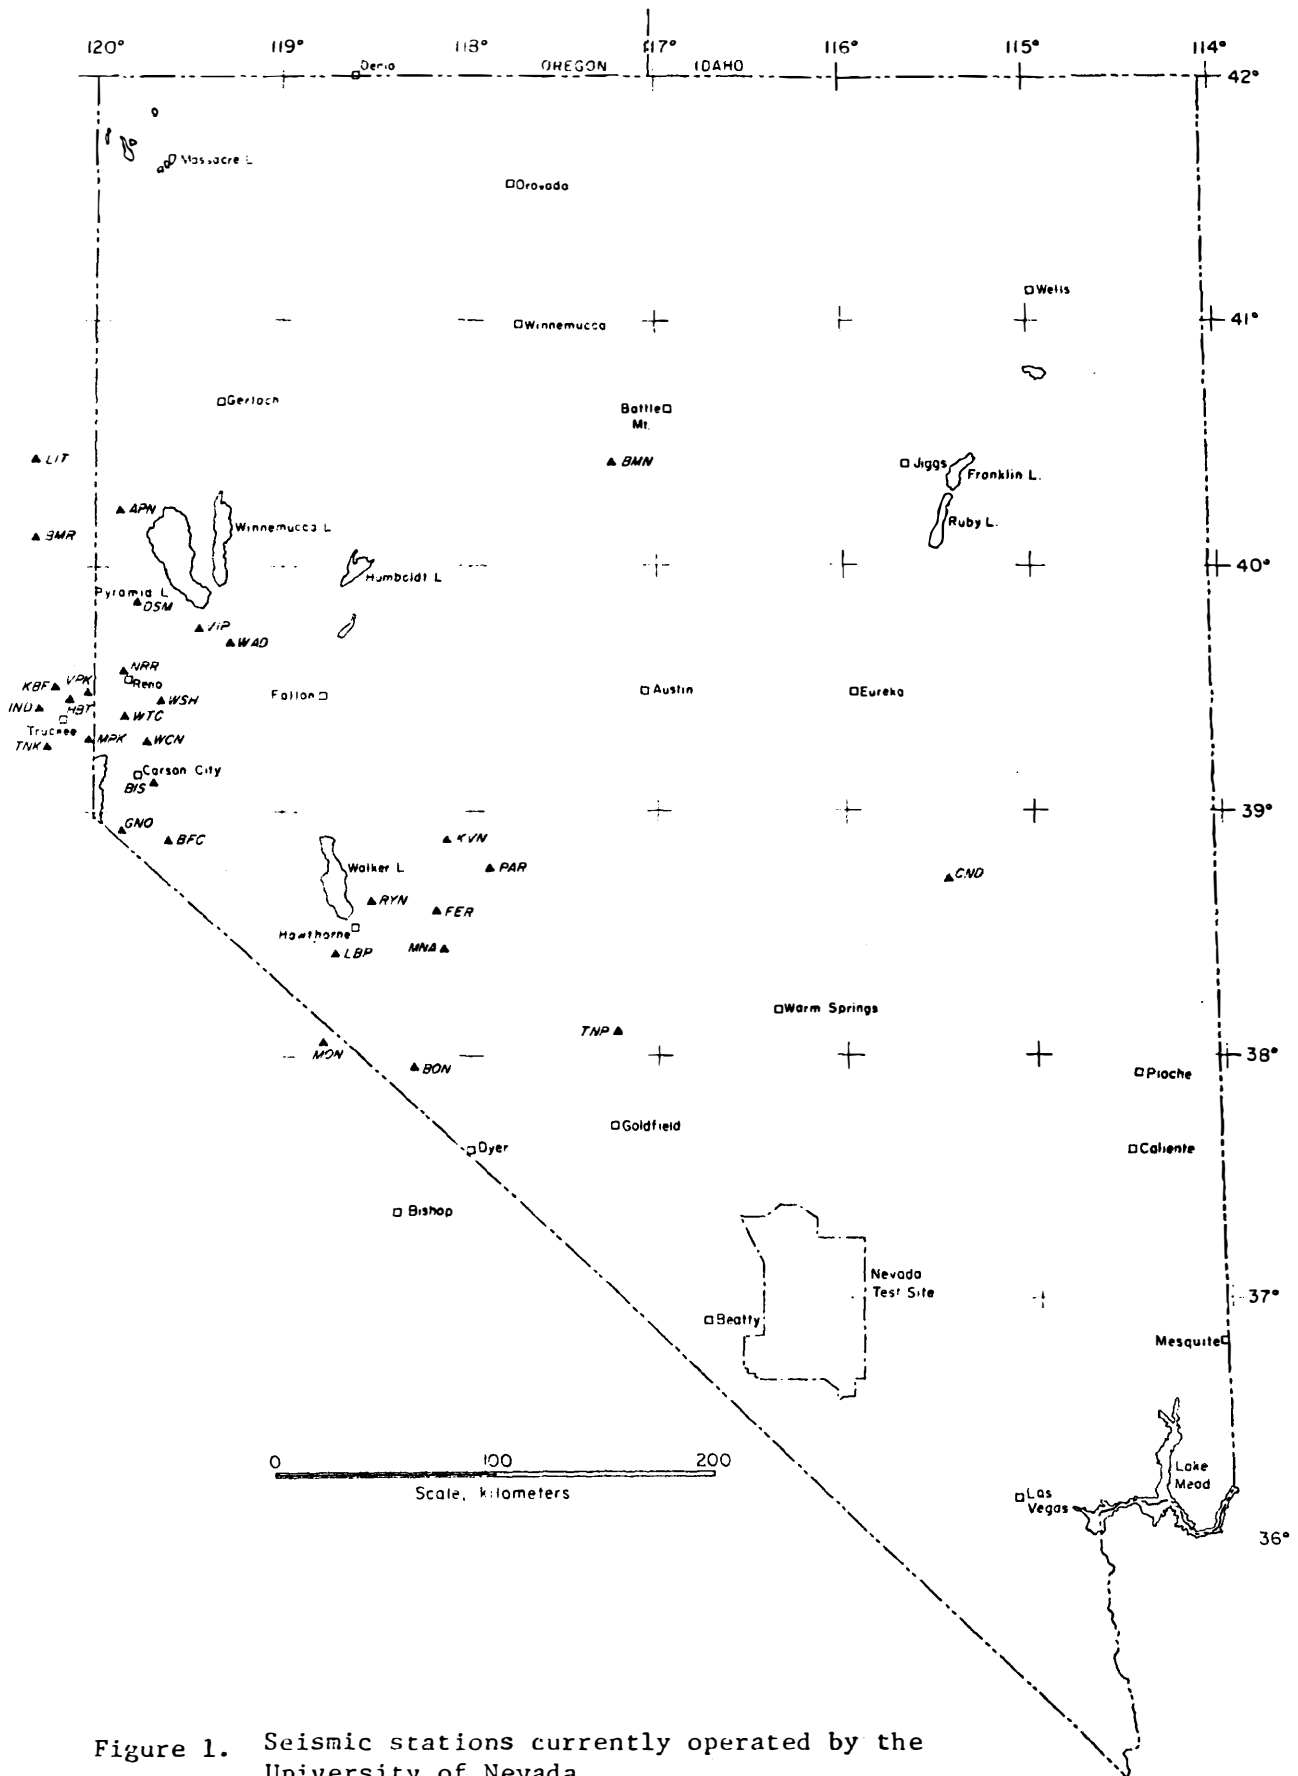 120° 119° 118° 117° 116° 115° 114°
Denio OREGON IDAHO 42°
Massacre L
Orovada
Wells
Winnemucca 41°
Gerlach
Battle
Mt.
LIT BMN Jiggs
Franklin L.
APN
Winnemucca L Ruby L.
BMR
40°
Humboldt L
Pyramid L
DSM
VIP
WAD
NRR
VPK Reno
KBF
HBT WSH Fallon Austin Eureka
IND
WTC
Truckee
MPK WCN
TNK
Carson City
BIS
39°
GNO
BFC KVN
Walker L PAR
CND
RYN
FER
Hawthorne
LBP MNA
Warm Springs
TNP
MON 38°
BON
Pioche
Goldfield
Dyer Caliente
Bishop
Nevada
Test Site
37°
Beatty
Mesquite
0 100 200
Scale, kilometers
Lake
Mead
Las
Vegas
36°
Figure 1. Seismic stations currently operated by the
University of Nevada